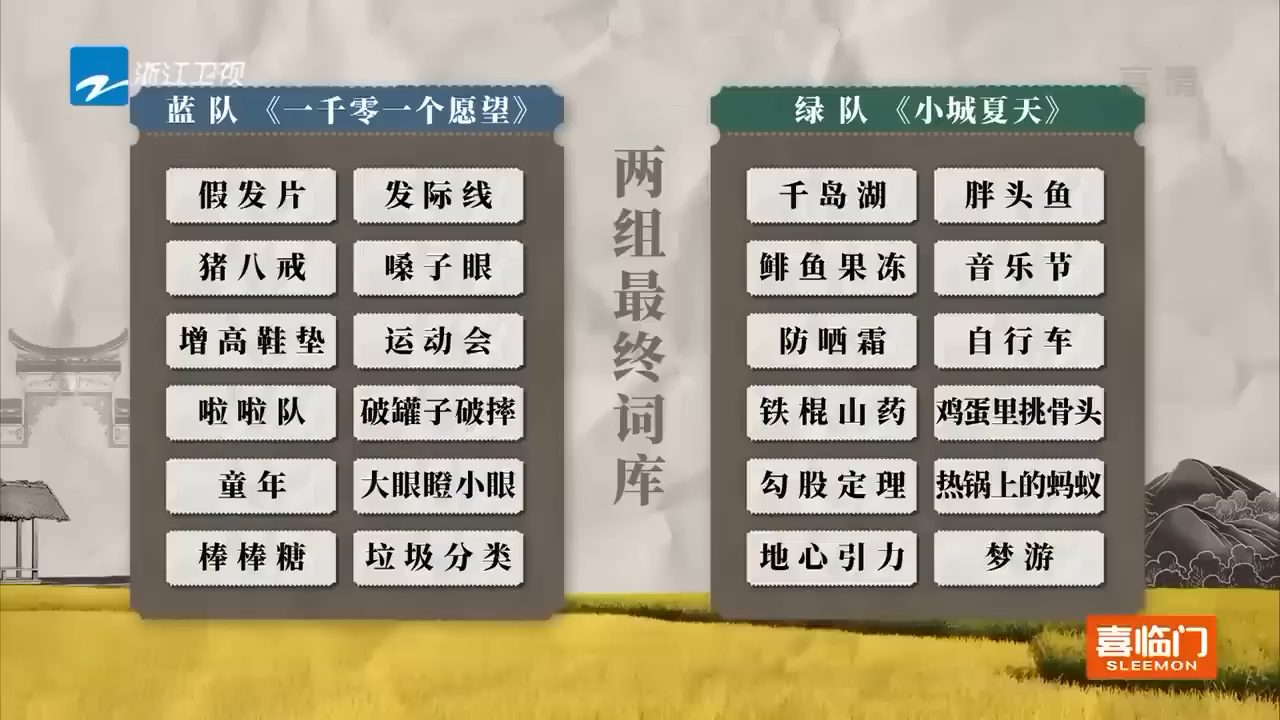 浙江卫视
高清
蓝队《一千零一个愿望》
假发片 发际线
猪八戒 嗓子眼
增高鞋垫 运动会
啦啦队 破罐子破摔
童年 大眼瞪小眼
棒棒糖 垃圾分类
两组最终词库
绿队《小城夏天》
千岛湖 胖头鱼
鲱鱼果冻 音乐节
防晒霜 自行车
铁棍山药 鸡蛋里挑骨头
勾股定理 热锅上的蚂蚁
地心引力 梦游
喜临门
SLEEMON